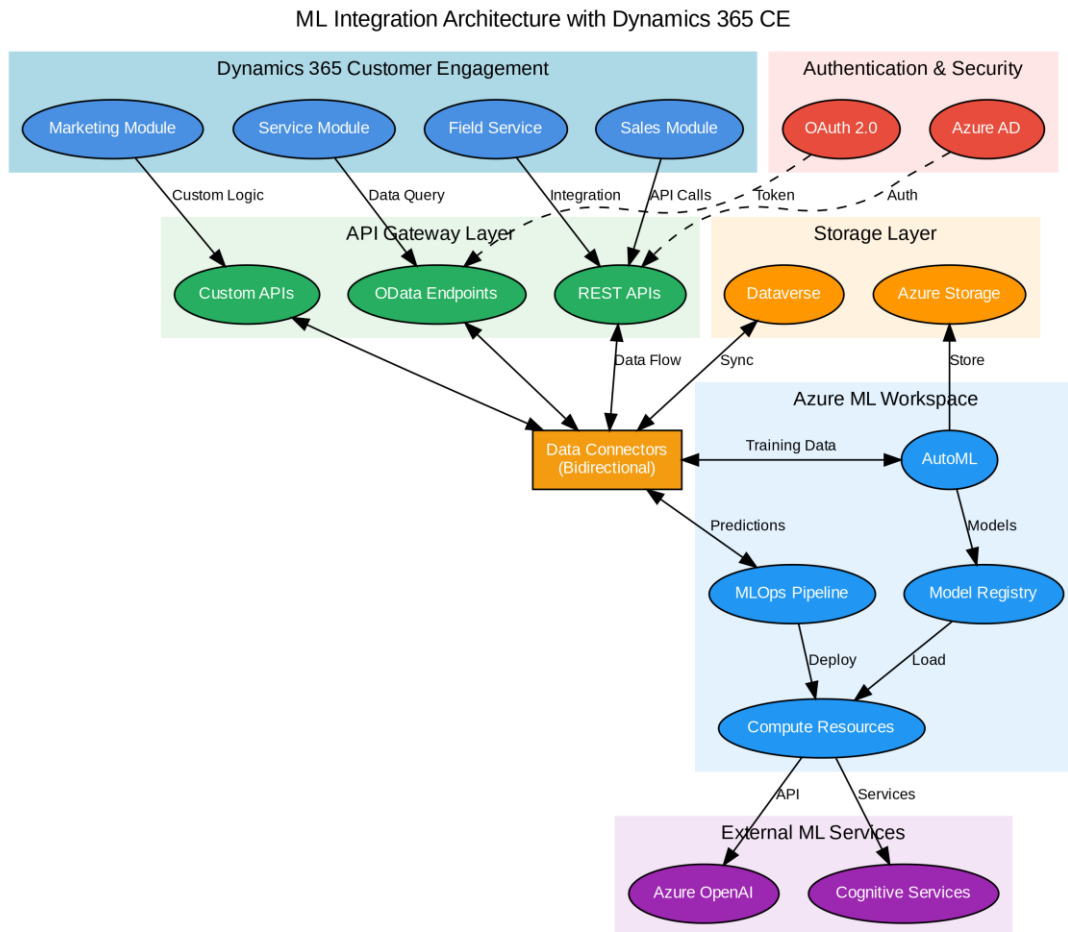 ML Integration Architecture with Dynamics 365 CE
Dynamics 365 Customer Engagement
Authentication & Security
Marketing Module
Service Module
Field Service
Sales Module
OAuth 2.0
Azure AD
Custom Logic
Data Query
Integration
API Calls
Token
Auth
API Gateway Layer
Storage Layer
Custom APIs
OData Endpoints
REST APIs
Dataverse
Azure Storage
Data Flow
Sync
Store
Azure ML Workspace
Data Connectors
(Bidirectional)
Training Data
AutoML
Predictions
Models
MLOps Pipeline
Model Registry
Deploy
Load
Compute Resources
API
Services
External ML Services
Azure OpenAI
Cognitive Services